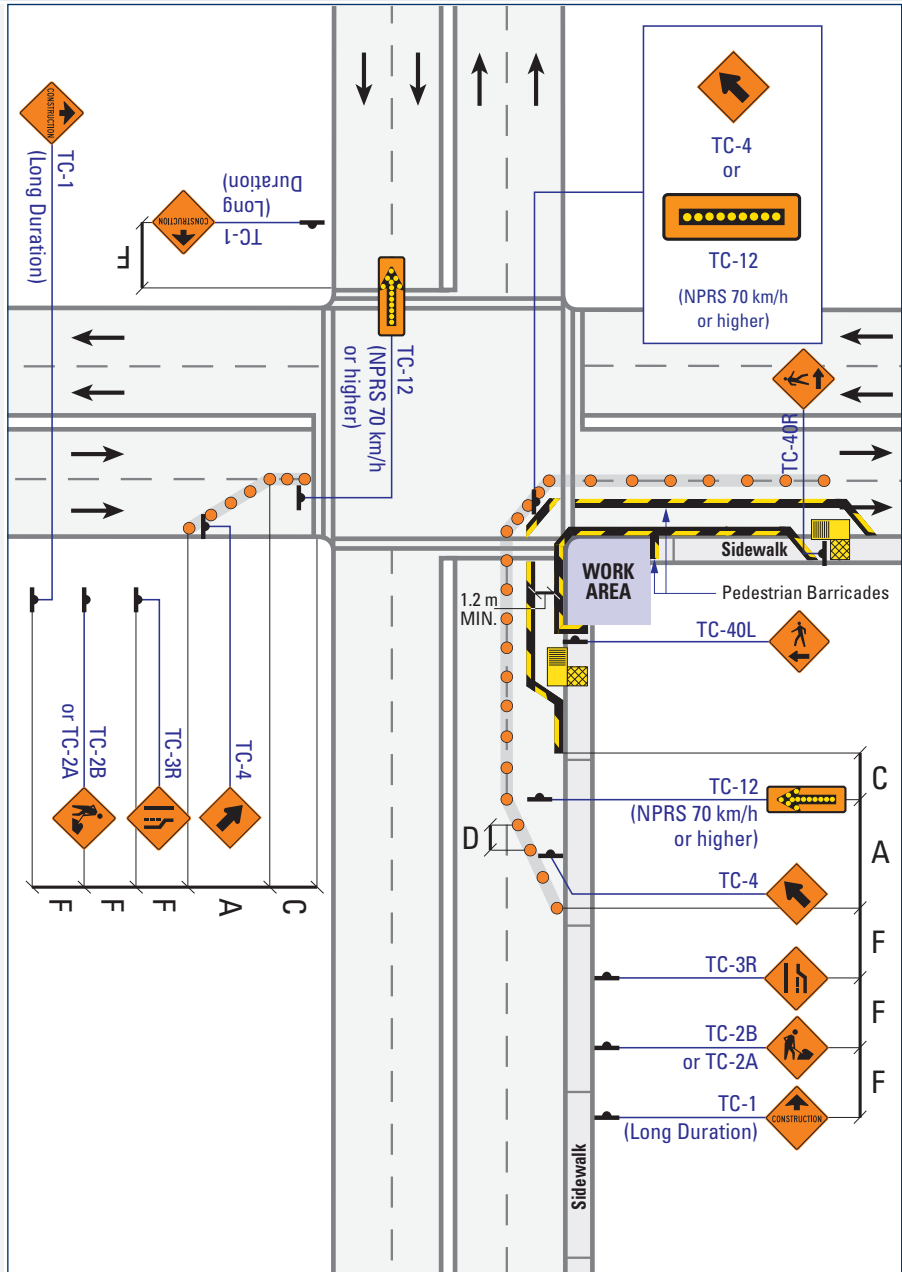 CONSTRUCTION
TC-1
(Long Duration)
CONSTRUCTION
TC-1
(Long
Duration)
F
TC-4
or
TC-12
(NPRS 70 km/h
or higher)
TC-12
(NPRS 70 km/h
or higher)
TC-40R
Sidewalk
WORK
AREA
Pedestrian Barricades
1.2 m
MIN.
TC-40L
TC-2B
or TC-2A
TC-3R
TC-4
F
F
F
A
C
D
C
TC-12
(NPRS 70 km/h
or higher)
A
TC-4
F
TC-3R
F
TC-2B
or TC-2A
F
TC-1
(Long Duration)
CONSTRUCTION
Sidewalk